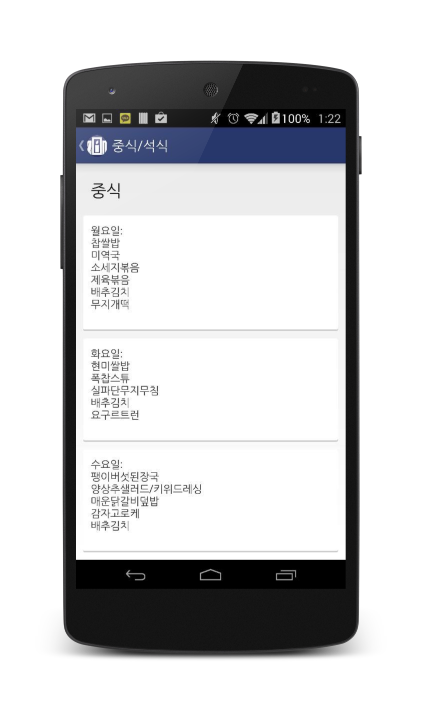 100% 1:22
중식/석식
중식
월요일:
찹쌀밥
미역국
소세지볶음
제육볶음
배추김치
무지개떡
화요일:
현미쌀밥
폭찹스튜
실파단무지무침
배추김치
요구르트런
수요일:
팽이버섯된장국
양상추샐러드/키위드레싱
매운닭갈비덮밥
감자고로케
배추김치